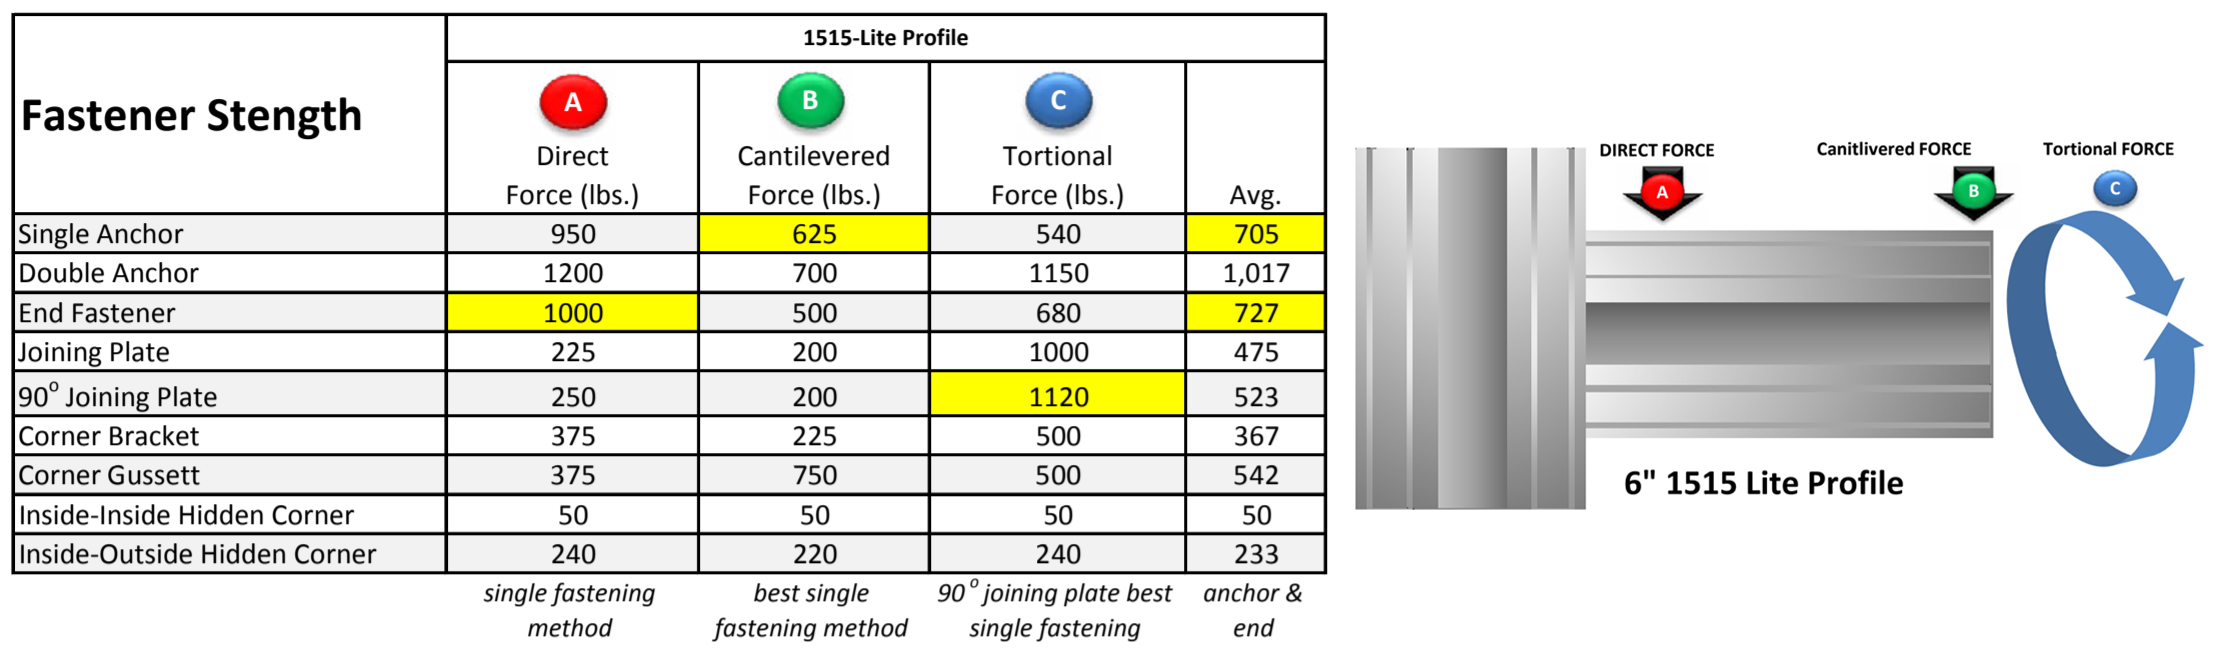 1515-Lite Profile
Fastener Stength
A B C
Direct Cantilevered Tortional
Force (lbs.) Force (lbs.) Force (lbs.) Avg.
Single Anchor 950 625 540 705
Double Anchor 1200 700 1150 1,017
End Fastener 1000 500 680 727
Joining Plate 225 200 1000 475
90o Joining Plate 250 200 1120 523
Corner Bracket 375 225 500 367
Corner Gussett 375 750 500 542
Inside-Inside Hidden Corner 50 50 50 50
Inside-Outside Hidden Corner 240 220 240 233
single fastening best single 90o joining plate best anchor &
method fastening method single fastening end
DIRECT FORCE Canitlivered FORCE Tortional FORCE
A B C
6" 1515 Lite Profile